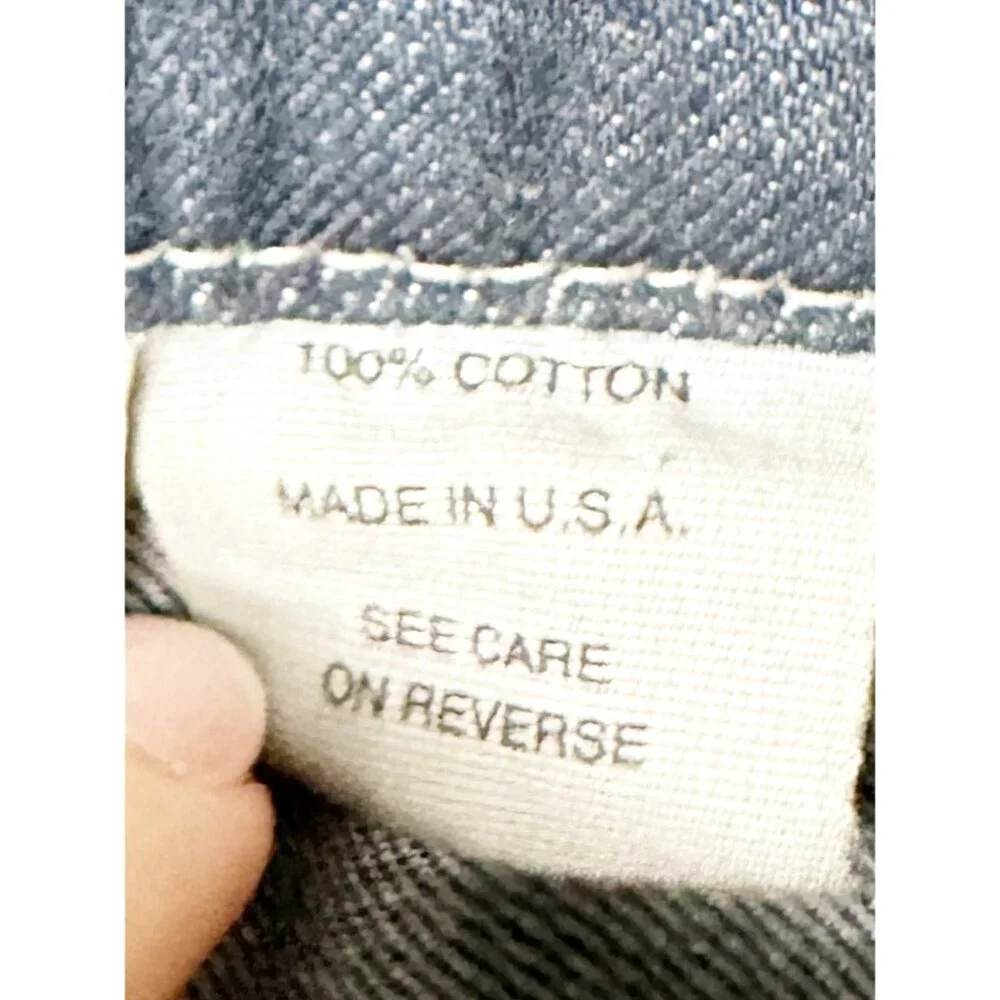 100% COTTON
MADE IN U.S.A.
SEE CARE
ON REVERSE